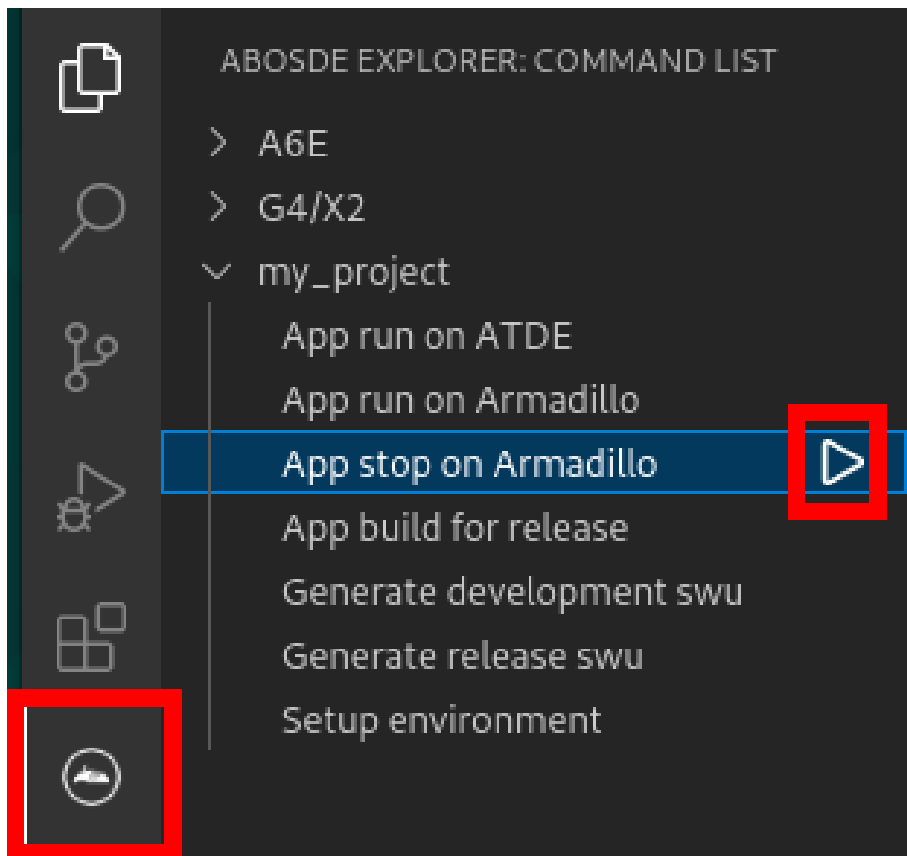 ABOSDE EXPLORER: COMMAND LIST
A6E
G4/X2
my_project
App run on ATDE
App run on Armadillo
App stop on Armadillo
App build for release
Generate development swu
Generate release swu
Setup environment